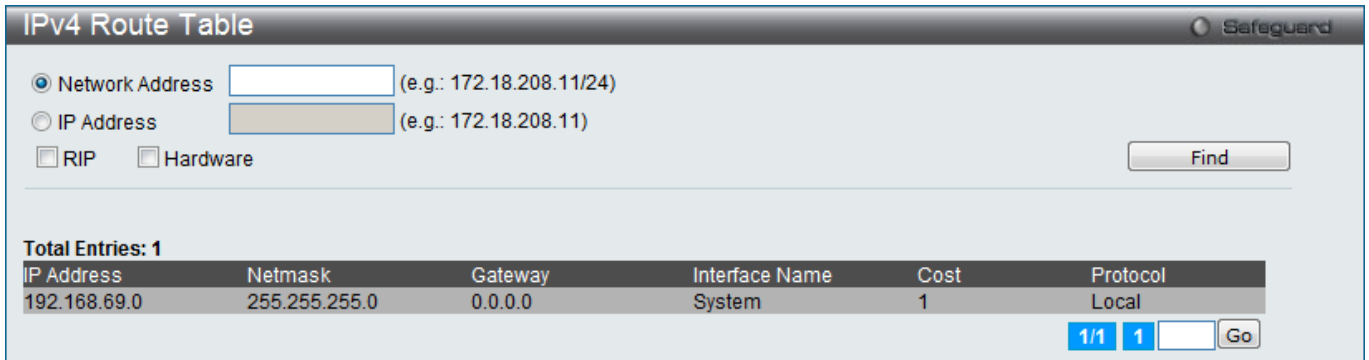 IPv4 Route Table
Safeguard
Network Address (e.g.: 172.18.208.11/24)
IP Address (e.g.: 172.18.208.11)
RIP Hardware Find
Total Entries: 1
IP Address Netmask Gateway Interface Name Cost Protocol
192.168.69.0 255.255.255.0 0.0.0.0 System 1 Local
1/1 1 Go